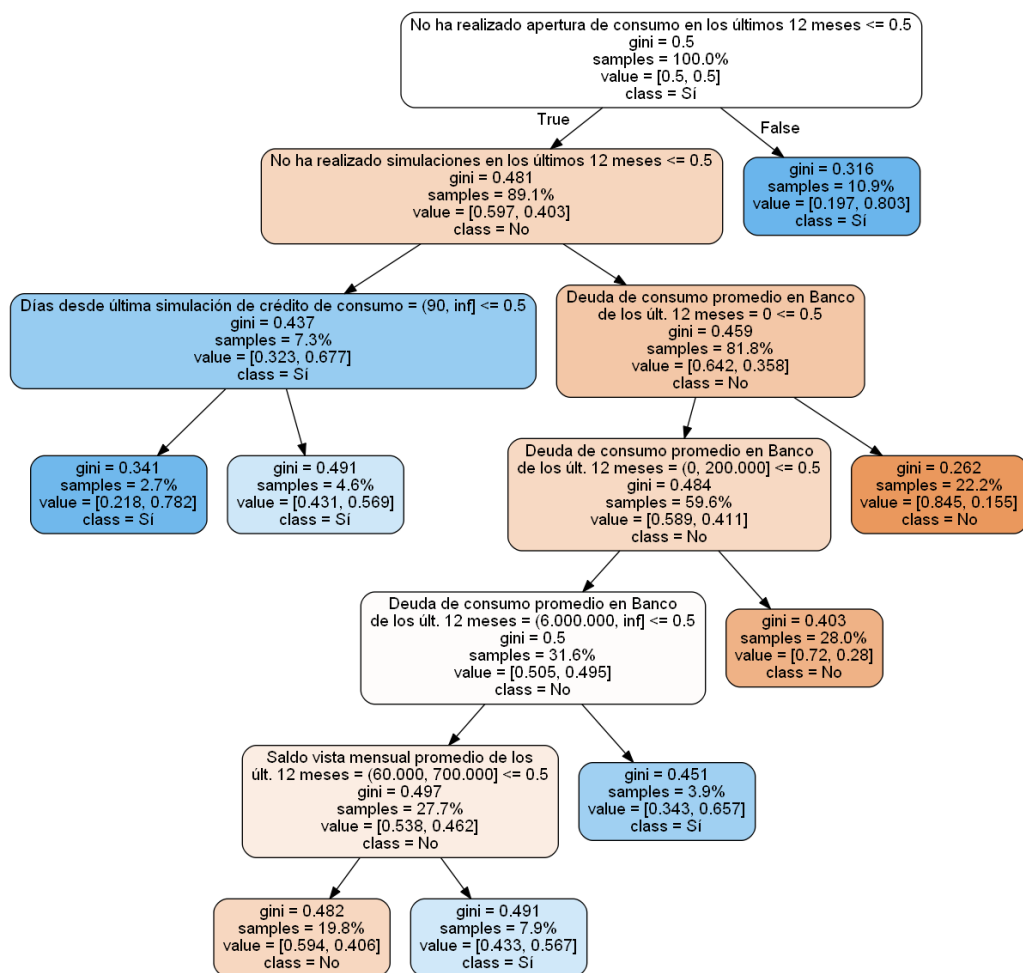 No ha realizado apertura de consumo en los últimos 12 meses <= 0.5
gini = 0.5
samples = 100.0%
value = [0.5, 0.5]
class = Sí
True
False
No ha realizado simulaciones en los últimos 12 meses <= 0.5
gini = 0.481
samples = 89.1%
value = [0.597, 0.403]
class = No
gini = 0.316
samples = 10.9%
value = [0.197, 0.803]
class = Sí
Días desde última simulación de crédito de consumo = (90, inf] <= 0.5
gini = 0.437
samples = 7.3%
value = [0.323, 0.677]
class = Sí
Deuda de consumo promedio en Banco
de los últ. 12 meses = 0 <= 0.5
gini = 0.459
samples = 81.8%
value = [0.642, 0.358]
class = No
gini = 0.341
samples = 2.7%
value = [0.218, 0.782]
class = Sí
gini = 0.491
samples = 4.6%
value = [0.431, 0.569]
class = Sí
Deuda de consumo promedio en Banco
de los últ. 12 meses = (0, 200.000] <= 0.5
gini = 0.484
samples = 59.6%
value = [0.589, 0.411]
class = No
gini = 0.262
samples = 22.2%
value = [0.845, 0.155]
class = No
Deuda de consumo promedio en Banco
de los últ. 12 meses = (6.000.000, inf] <= 0.5
gini = 0.5
samples = 31.6%
value = [0.505, 0.495]
class = No
gini = 0.403
samples = 28.0%
value = [0.72, 0.28]
class = No
Saldo vista mensual promedio de los
últ. 12 meses = (60.000, 700.000] <= 0.5
gini = 0.497
samples = 27.7%
value = [0.538, 0.462]
class = No
gini = 0.451
samples = 3.9%
value = [0.343, 0.657]
class = Sí
gini = 0.482
samples = 19.8%
value = [0.594, 0.406]
class = No
gini = 0.491
samples = 7.9%
value = [0.433, 0.567]
class = Sí